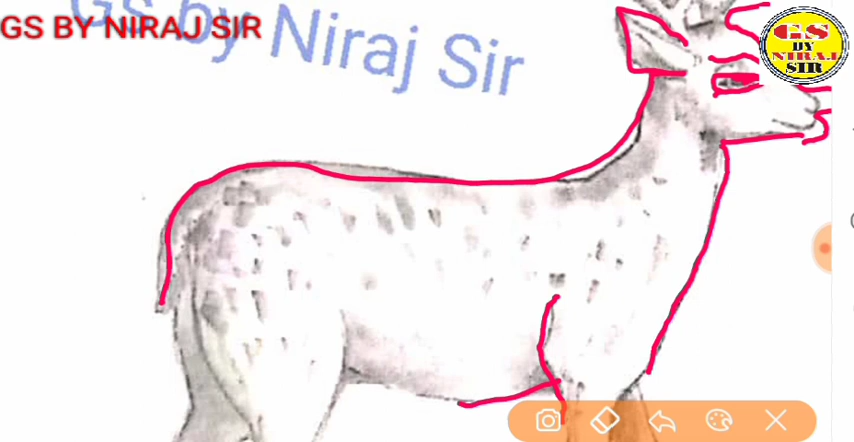 GS BY NIRAJ SIR
Gs by Niraj Sir
GS
BY
NIRAJ
SIR